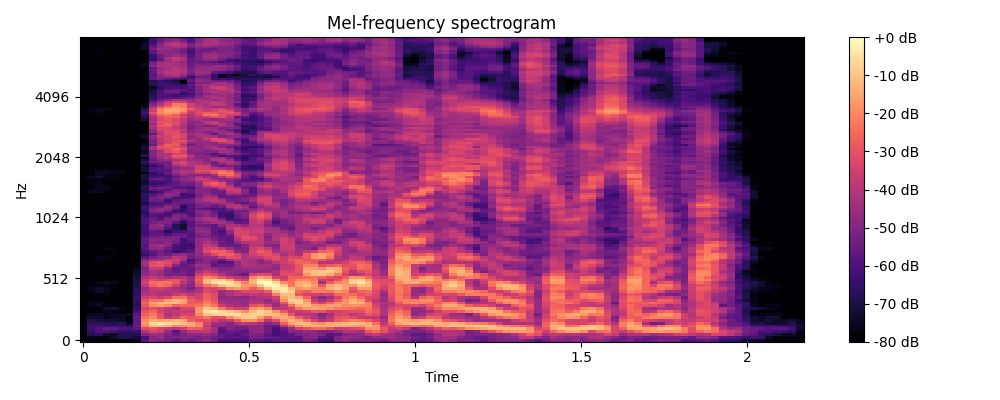 Mel-frequency spectrogram
Hz
4096
2048
1024
512
0
0
0.5
1
1.5
2
Time
+0 dB
-10 dB
-20 dB
-30 dB
-40 dB
-50 dB
-60 dB
-70 dB
-80 dB